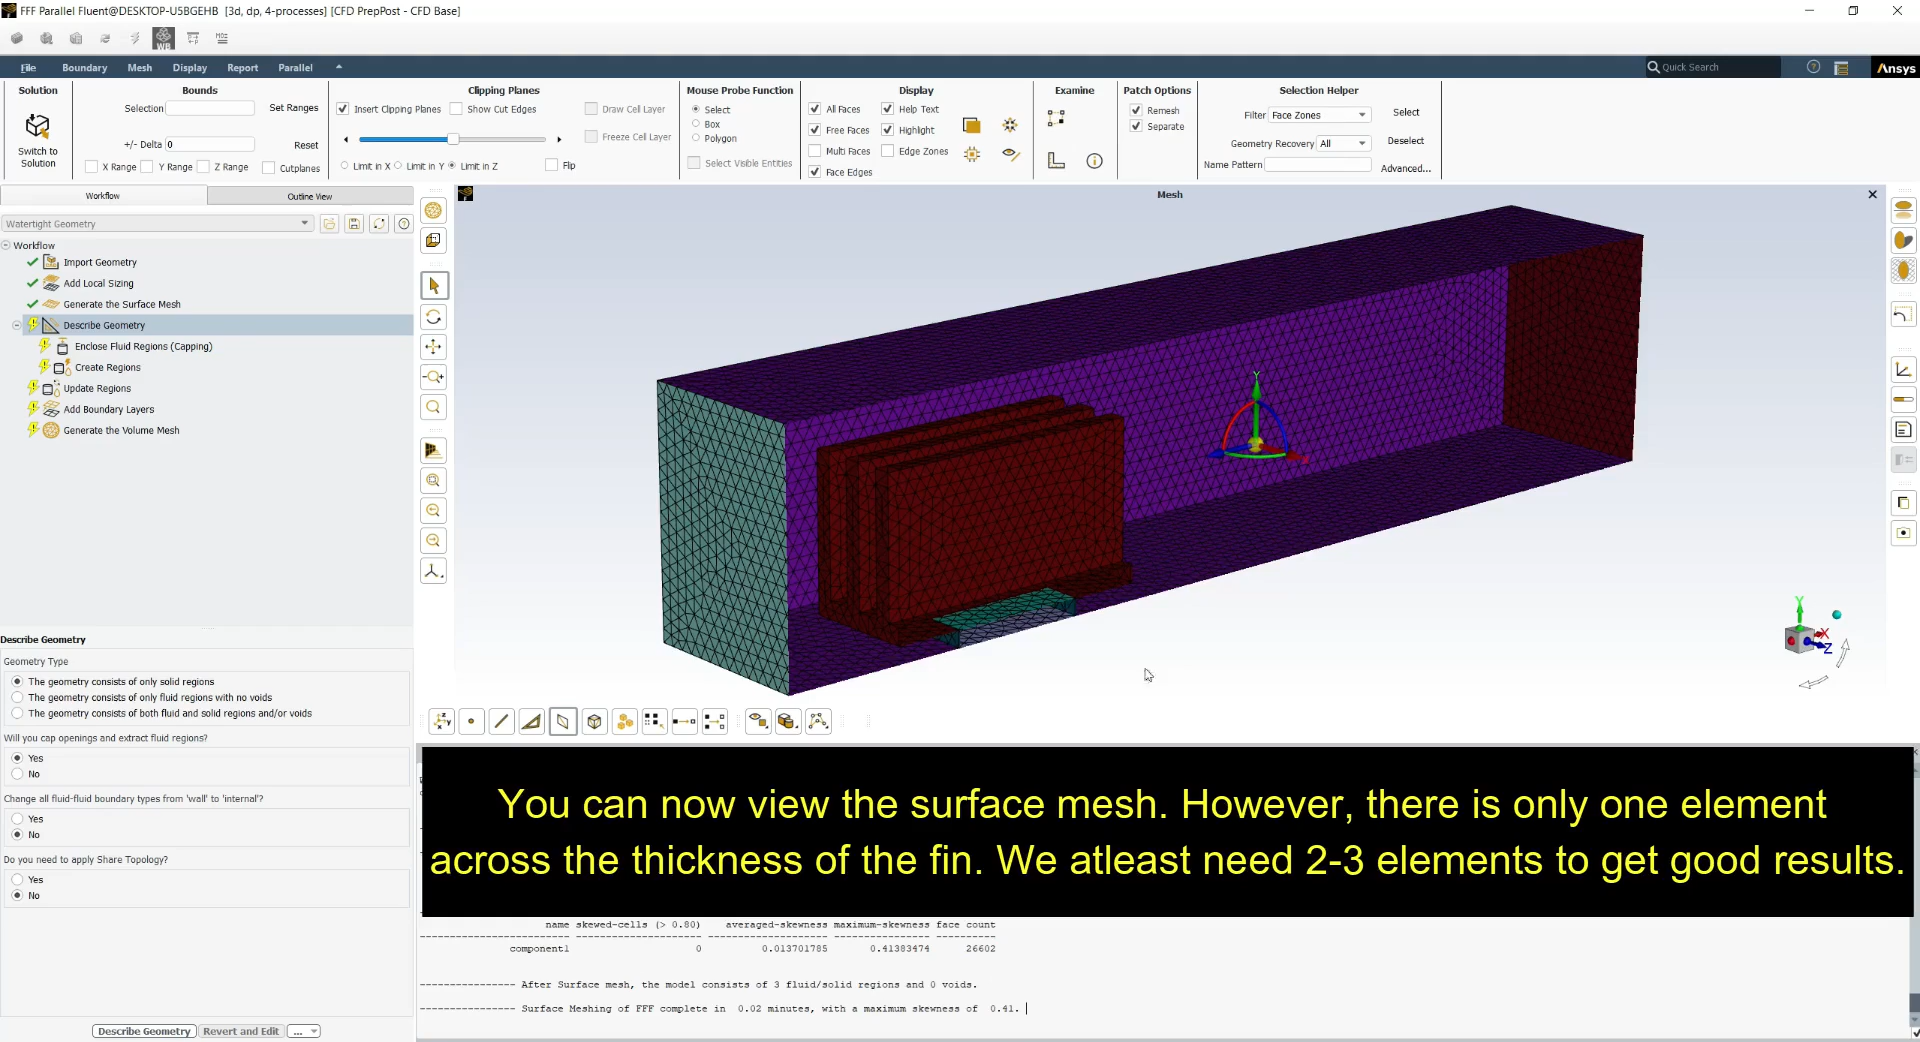 FFF Parallel Fluent@DESKTOP-U5BGEHB [3d, dp, 4-processes] [CFD PrepPost - CFD Base]
WB
File Boundary Mesh Display Report Parallel
Quick Search
Ansys
Solution
Switch to
Solution
Bounds
Selection
Set Ranges
+/- Delta 0
Reset
X Range Y Range Z Range Cutplanes
Clipping Planes
Insert Clipping Planes Show Cut Edges Draw Cell Layer
Freeze Cell Layer
Limit in X Limit in Y Limit in Z Flip
Mouse Probe Function
Select
Box
Polygon
Select Visible Entities
Display
All Faces Help Text
Free Faces Highlight
Multi Faces Edge Zones
Face Edges
Examine
Patch Options
Remesh
Separate
Selection Helper
Filter Face Zones Select
Geometry Recovery All Deselect
Name Pattern Advanced...
Workflow Outline View
Watertight Geometry
Workflow
Import Geometry
Add Local Sizing
Generate the Surface Mesh
Describe Geometry
Enclose Fluid Regions (Capping)
Create Regions
Update Regions
Add Boundary Layers
Generate the Volume Mesh
Mesh
Y
Y
X
Z
Describe Geometry
Geometry Type
The geometry consists of only solid regions
The geometry consists of only fluid regions with no voids
The geometry consists of both fluid and solid regions and/or voids
Will you cap openings and extract fluid regions?
Yes
No
Change all fluid-fluid boundary types from 'wall' to 'internal'?
Yes
No
Do you need to apply Share Topology?
Yes
No
Describe Geometry Revert and Edit ...
You can now view the surface mesh. However, there is only one element
across the thickness of the fin. We atleast need 2-3 elements to get good results.
name skewed-cells (> 0.80) averaged-skewness maximum-skewness face count
component1 0 0.013701785 0.41383474 26602
---------------- After Surface mesh, the model consists of 3 fluid/solid regions and 0 voids.
---------------- Surface Meshing of FFF complete in 0.02 minutes, with a maximum skewness of 0.41.